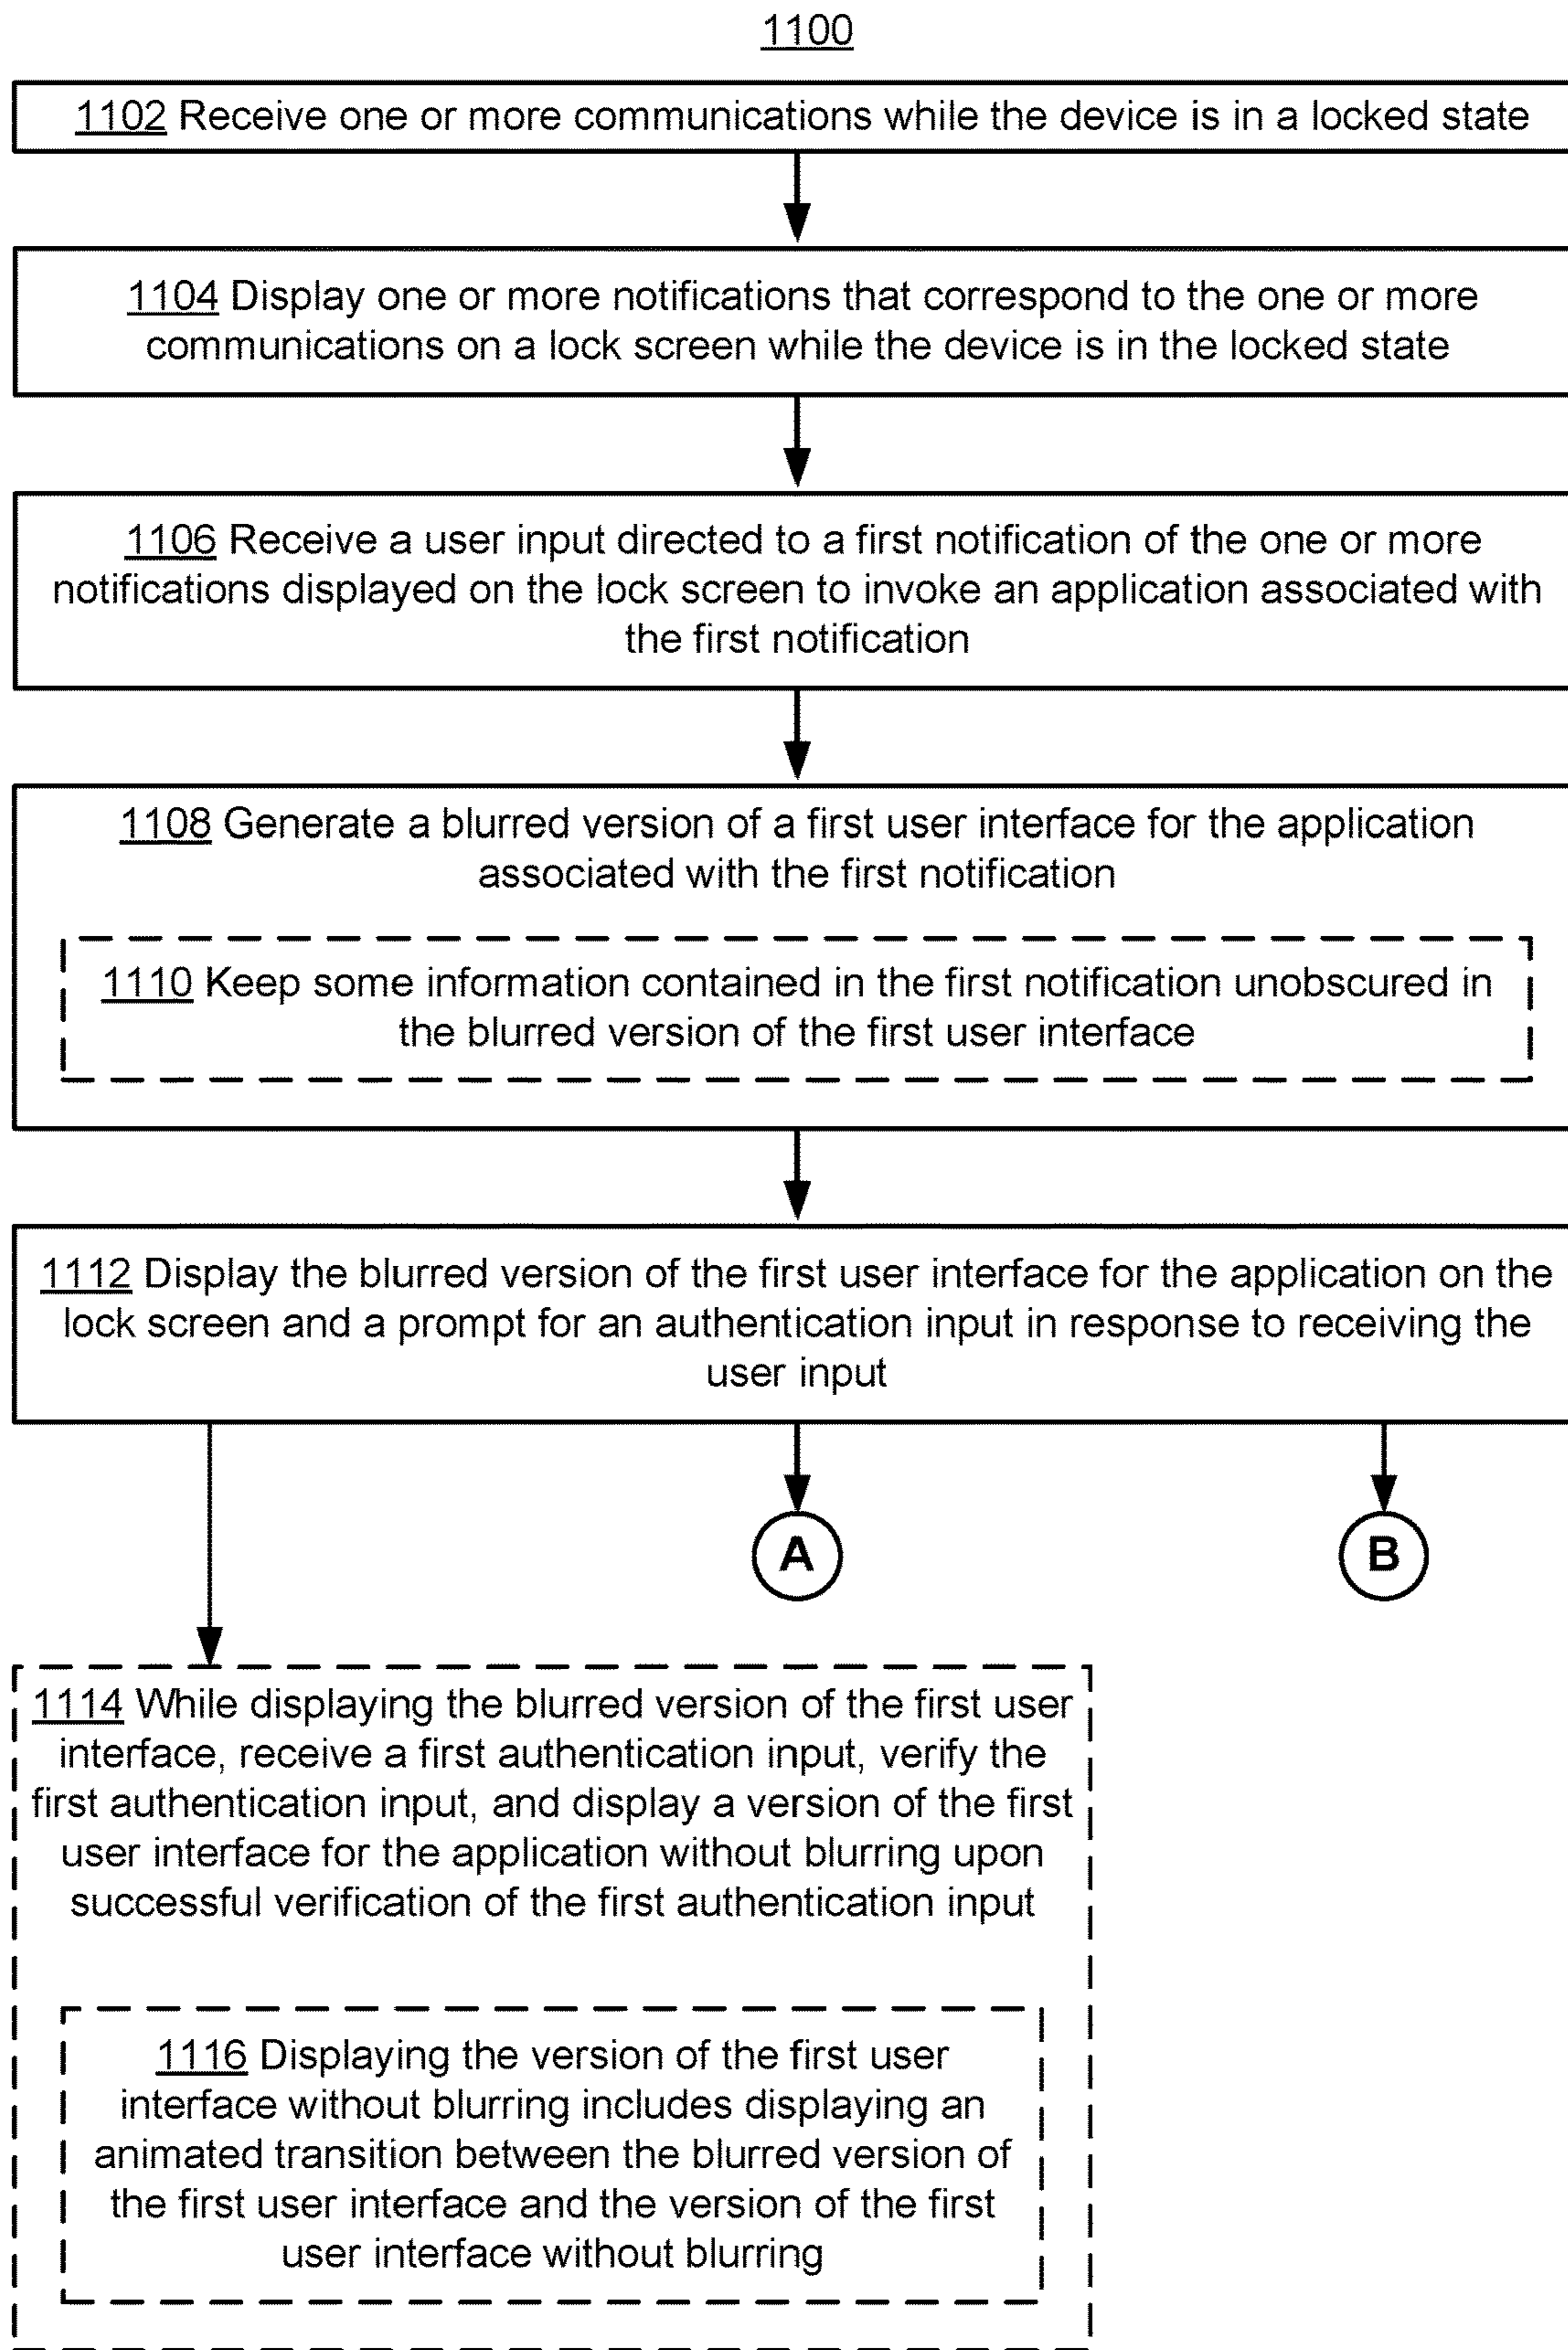 1100
1102 Receive one or more communications while the device is in a locked state
1104 Display one or more notifications that correspond to the one or more
communications on a lock screen while the device is in the locked state
1106 Receive a user input directed to a first notification of the one or more
notifications displayed on the lock screen to invoke an application associated with
the first notification
1108 Generate a blurred version of a first user interface for the application
associated with the first notification
1110 Keep some information contained in the first notification unobscured in
the blurred version of the first user interface
1112 Display the blurred version of the first user interface for the application on the
lock screen and a prompt for an authentication input in response to receiving the
user input
A
B
1114 While displaying the blurred version of the first user
interface, receive a first authentication input, verify the
first authentication input, and display a version of the first
user interface for the application without blurring upon
successful verification of the first authentication input
1116 Displaying the version of the first user
interface without blurring includes displaying an
animated transition between the blurred version of
the first user interface and the version of the first
user interface without blurring